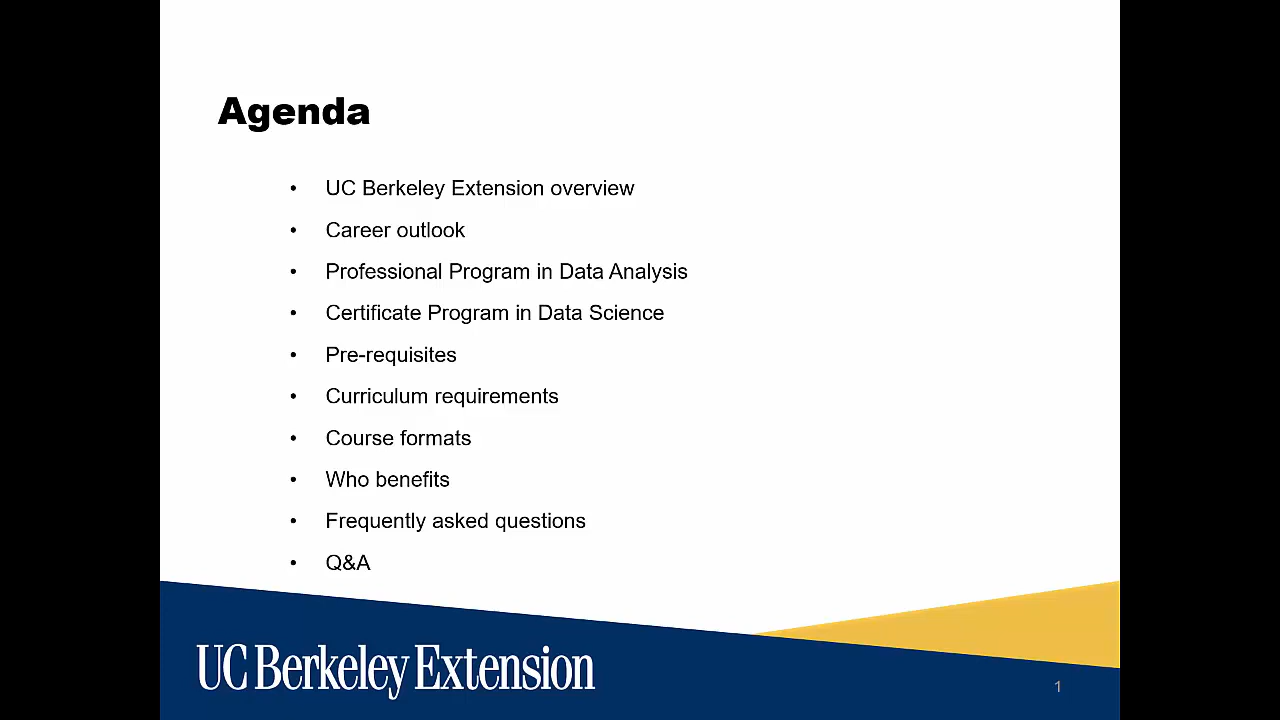 Agenda
• UC Berkeley Extension overview
• Career outlook
• Professional Program in Data Analysis
• Certificate Program in Data Science
• Pre-requisites
• Curriculum requirements
• Course formats
• Who benefits
• Frequently asked questions
• Q&A
UC Berkeley Extension
1